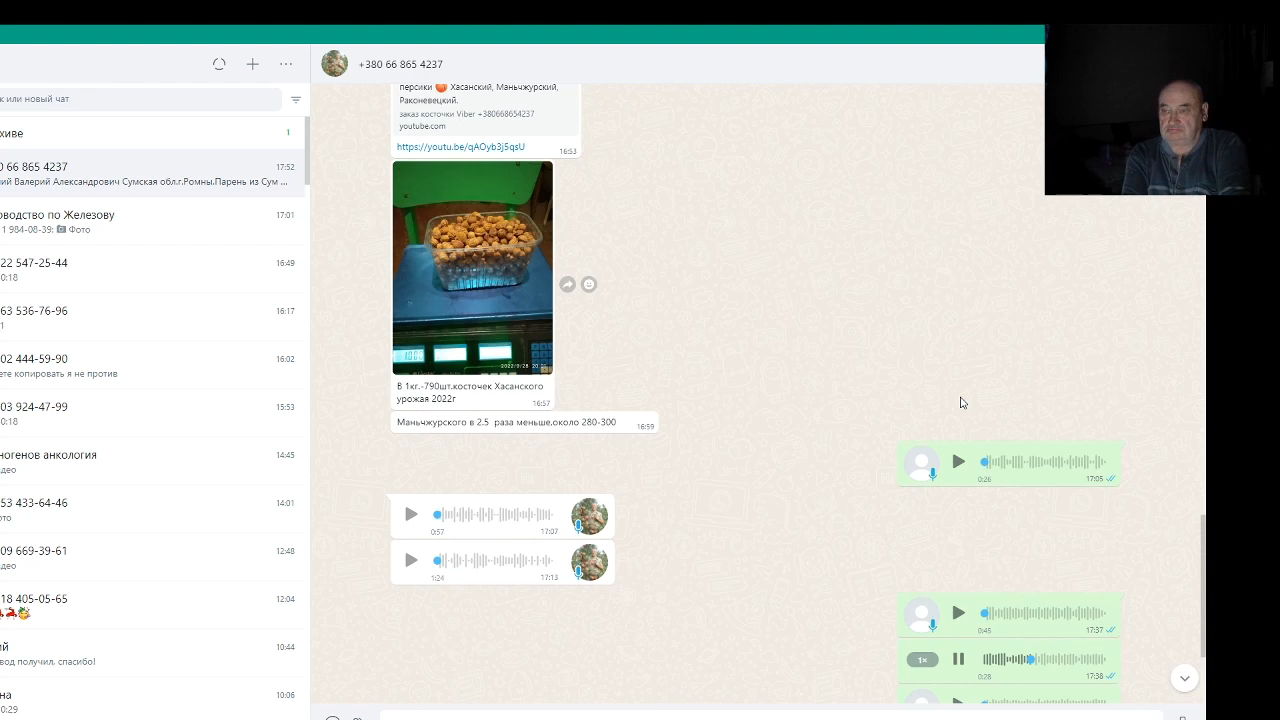 +380 66 865 4237
к или новый чат
хиве
1
0 66 865 4237
17:52
ий Валерий Александрович Сумская обл.г.Ромны.Парень из Сум ...
оводство по Железову
17:01
1 984-08-39: Фото
22 547-25-44
16:49
0:18
63 536-76-96
16:17
1
02 444-59-90
16:02
ете копировать я не против
03 924-47-99
15:53
0:18
ногенов анкология
14:45
део
53 433-64-46
14:01
ото
09 669-39-61
12:48
део
18 405-05-65
12:04
ий
10:44
вод получил, спасибо!
на
10:06
0:29
персики 🍑 Хасанский, Маньчжурский,
Раконевецкий.
заказ косточки Viber +380668654237
youtube.com
https://youtu.be/qAOyb3j5qsU
16:53
2022/9/28 20
В 1кг.-790шт.косточек Хасанского
урожая 2022г
16:57
Маньчжурского в 2.5 раза меньше,около 280-300
16:59
0:26
17:05
0:57
17:07
1:24
17:13
0:45
17:37
1×
0:28
17:38